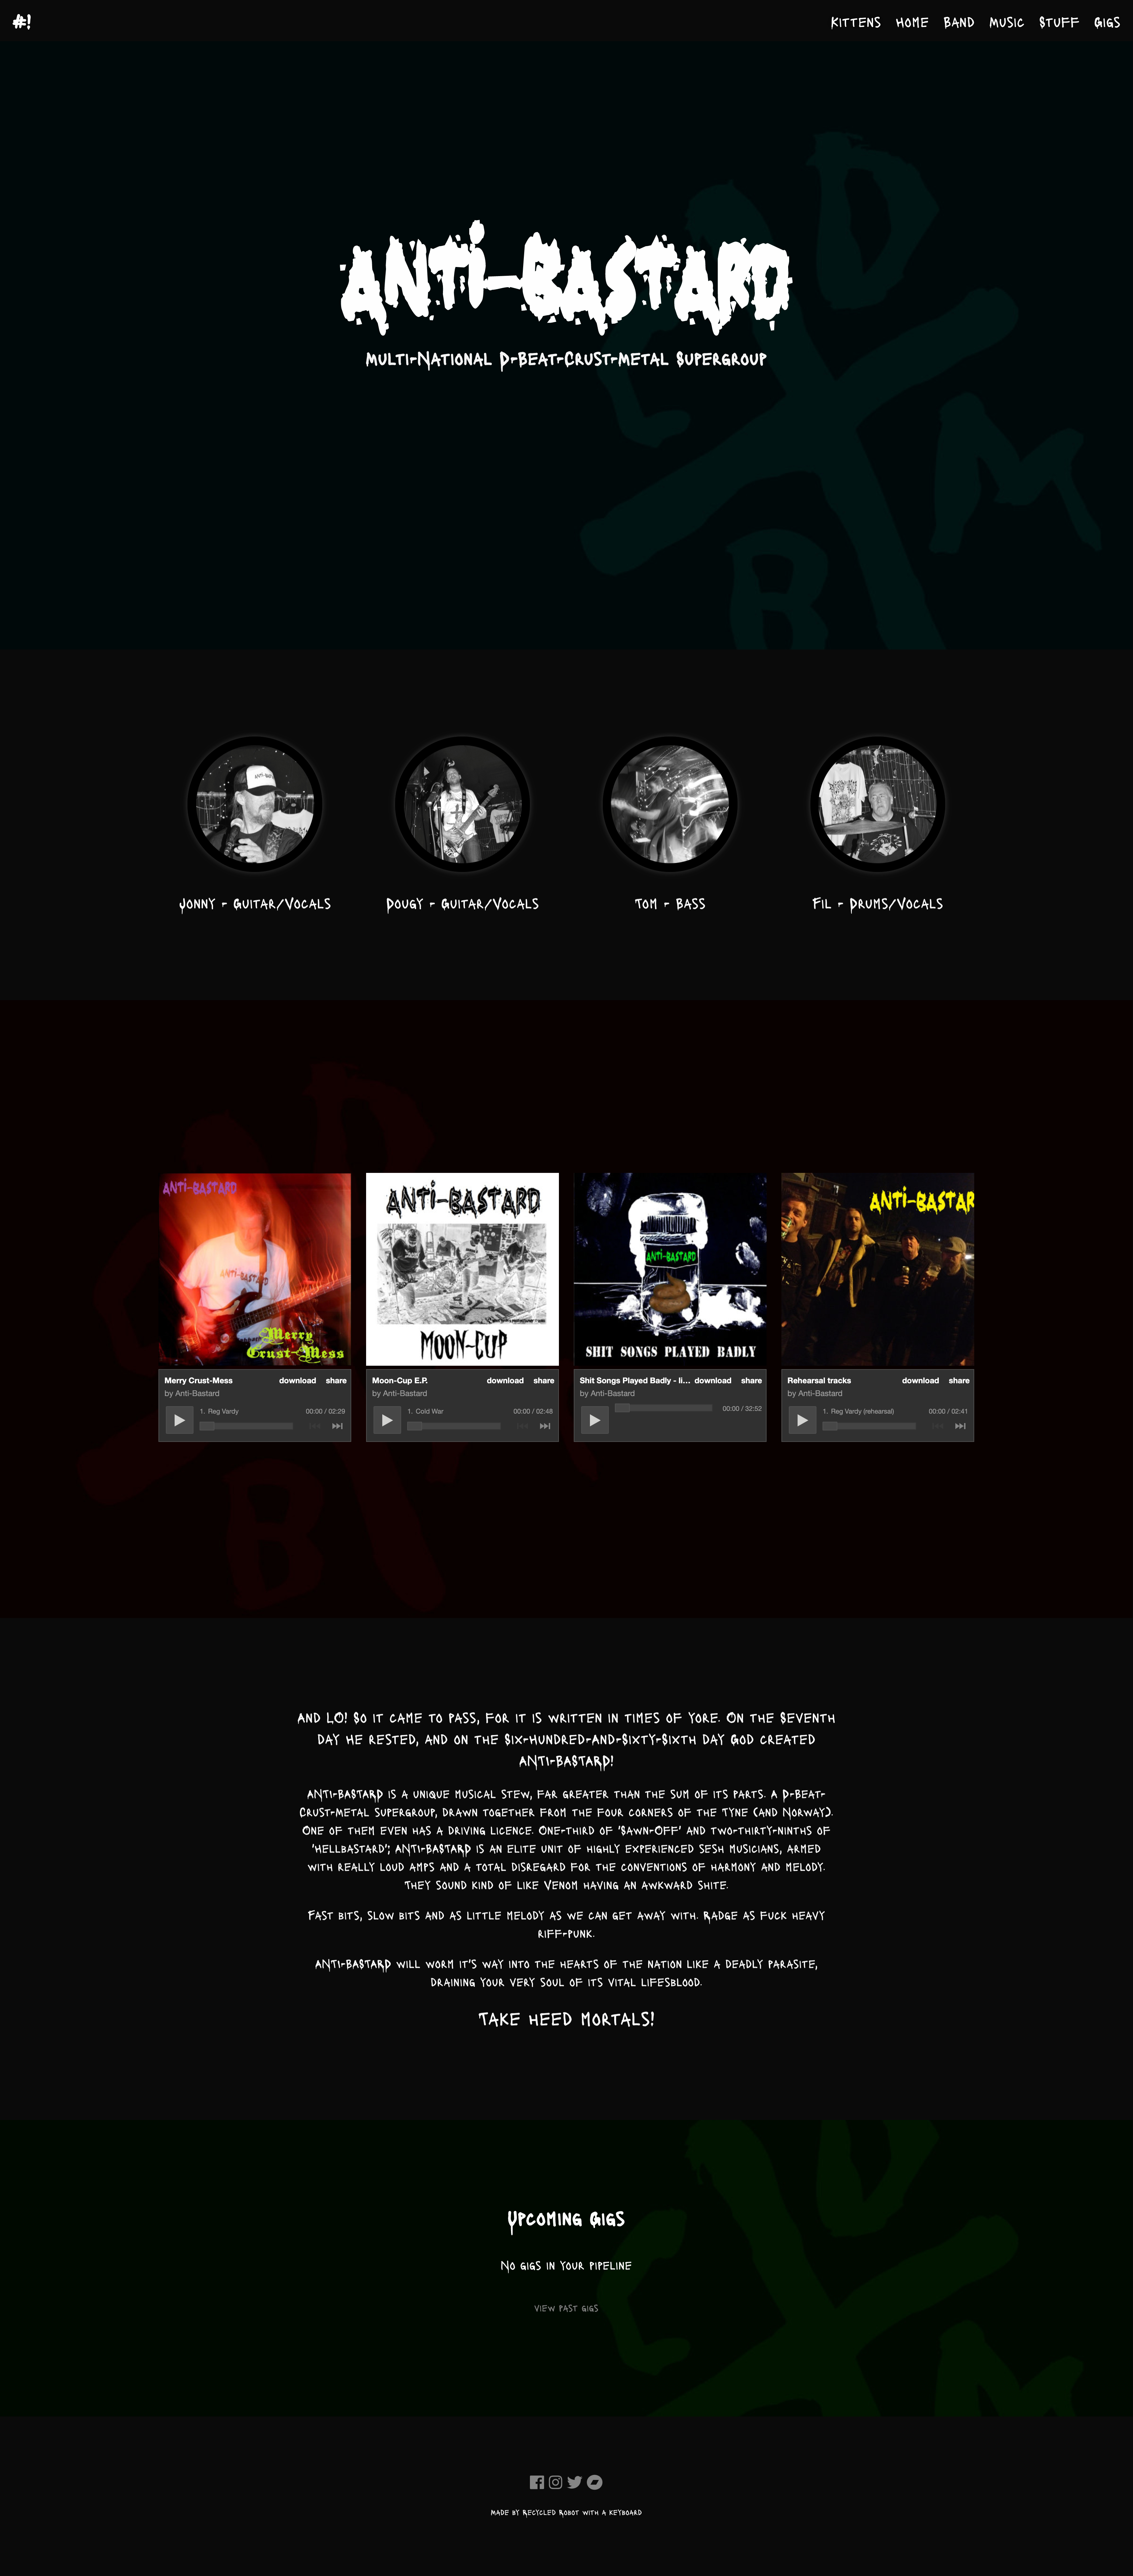 #!
Kittens Home Band Music Stuff Gigs
D
M
B
ANTi-BASTARD
Multi-National D-Beat-Crust-Metal Supergroup
Jonny - Guitar/Vocals
Dougy - Guitar/Vocals
Tom - Bass
Fil - Drums/Vocals
ANTi-BASTARD
ANTi-BASTARD
Merry
Crust-Mess
ANTi-BASTARD
MOON-CUP
ANTi-BASTARD
SHIT SONGS PLAYED BADLY
ANTi-BASTAR
Merry Crust-Mess download share
by Anti-Bastard
1. Reg Vardy 00:00 / 02:29
Moon-Cup E.P. download share
by Anti-Bastard
1. Cold War 00:00 / 02:48
Shit Songs Played Badly - li... download share
by Anti-Bastard
00:00 / 32:52
Rehearsal tracks download share
by Anti-Bastard
1. Reg Vardy (rehearsal) 00:00 / 02:41
D
B
And LO! So it came to pass, for it is written in times of yore. On the Seventh
day he rested, and on the Six-Hundred-And-Sixty-Sixth day God created
ANTI-BASTARD!
ANTI-BASTARD is a unique musical stew, far greater than the sum of its parts. A D-Beat-
Crust-Metal supergroup, drawn together from the four corners of the Tyne (and Norway).
One of them even has a driving licence. One-third of 'Sawn-Off' and two-thirty-ninths of
'Hellbastard'; ANTI-BASTARD is an elite unit of highly experienced sesh musicians, armed
with really loud amps and a total disregard for the conventions of harmony and melody.
They sound kind of like Venom having an awkward shite.
Fast bits, slow bits and as little melody as we can get away with. Radge as fuck heavy
riff-punk.
ANTI-BASTARD will worm it's way into the hearts of the nation like a deadly parasite,
draining your very soul of its vital lifesblood.
TAKE HEED MORTALS!
Upcoming Gigs
No gigs in your pipeline
view past gigs
M
made by Recycled Robot with a keyboard